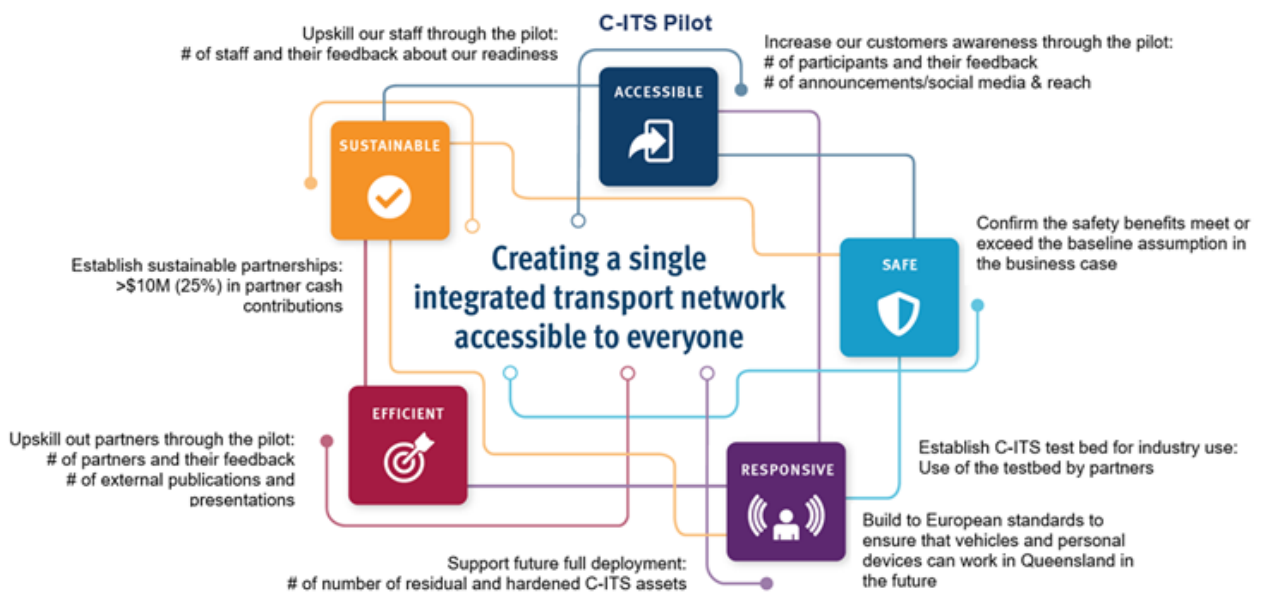 C-ITS Pilot
Upskill our staff through the pilot:
# of staff and their feedback about our readiness
Increase our customers awareness through the pilot:
# of participants and their feedback
# of announcements/social media & reach
ACCESSIBLE
SUSTAINABLE
Confirm the safety benefits meet or
exceed the baseline assumption in
the business case
SAFE
Creating a single
integrated transport network
accessible to everyone
Establish sustainable partnerships:
>$10M (25%) in partner cash
contributions
EFFICIENT
Upskill out partners through the pilot:
# of partners and their feedback
# of external publications and
presentations
RESPONSIVE
Establish C-ITS test bed for industry use:
Use of the testbed by partners
Build to European standards to
ensure that vehicles and personal
devices can work in Queensland in
the future
Support future full deployment:
# of number of residual and hardened C-ITS assets